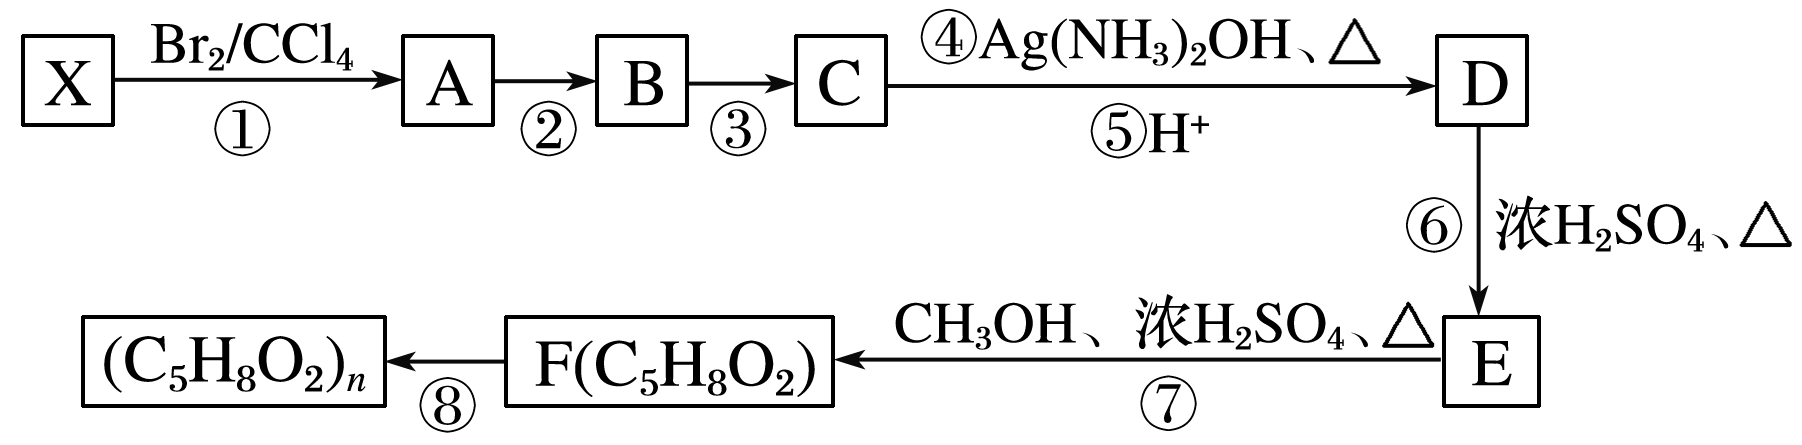 X Br₂/CCl₄ ① A ② B ③ C ④Ag(NH₃)₂OH、△ ⑤H⁺ D
⑥ 浓H₂SO₄、△
(C₅H₈O₂)ₙ ⑧ F(C₅H₈O₂) CH₃OH、浓H₂SO₄、△ ⑦ E